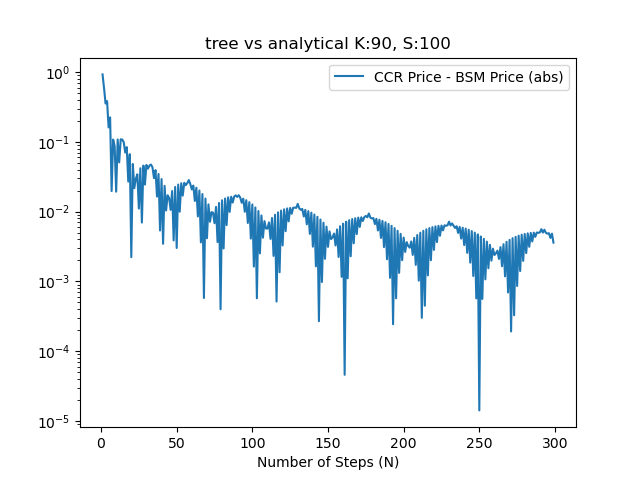 tree vs analytical K:90, S:100
CCR Price - BSM Price (abs)
10⁰
10⁻¹
10⁻²
10⁻³
10⁻⁴
10⁻⁵
0 50 100 150 200 250 300
Number of Steps (N)